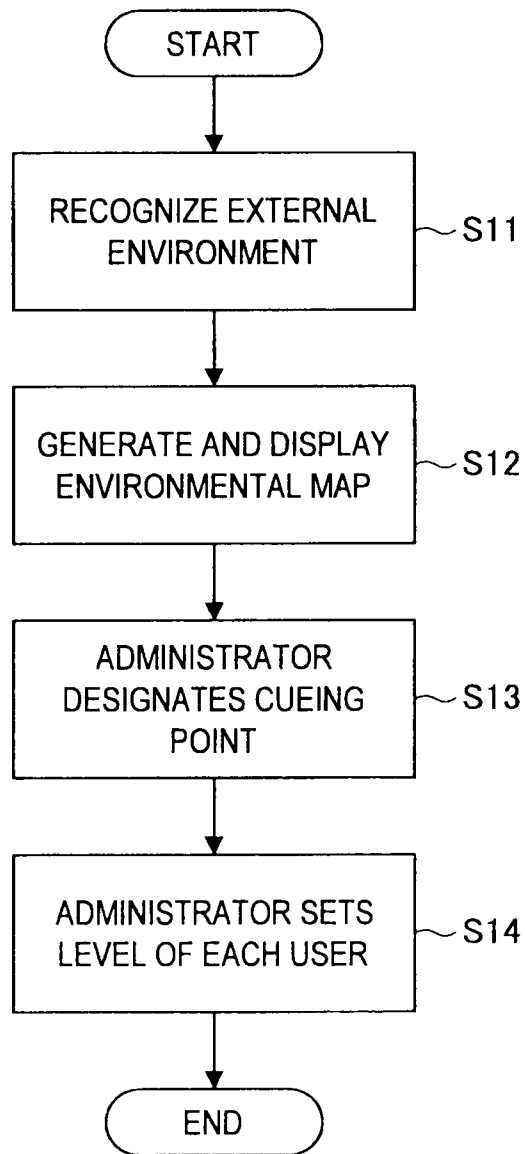 START
RECOGNIZE EXTERNAL
ENVIRONMENT
S11
GENERATE AND DISPLAY
ENVIRONMENTAL MAP
S12
ADMINISTRATOR
DESIGNATES CUEING
POINT
S13
ADMINISTRATOR SETS
LEVEL OF EACH USER
S14
END